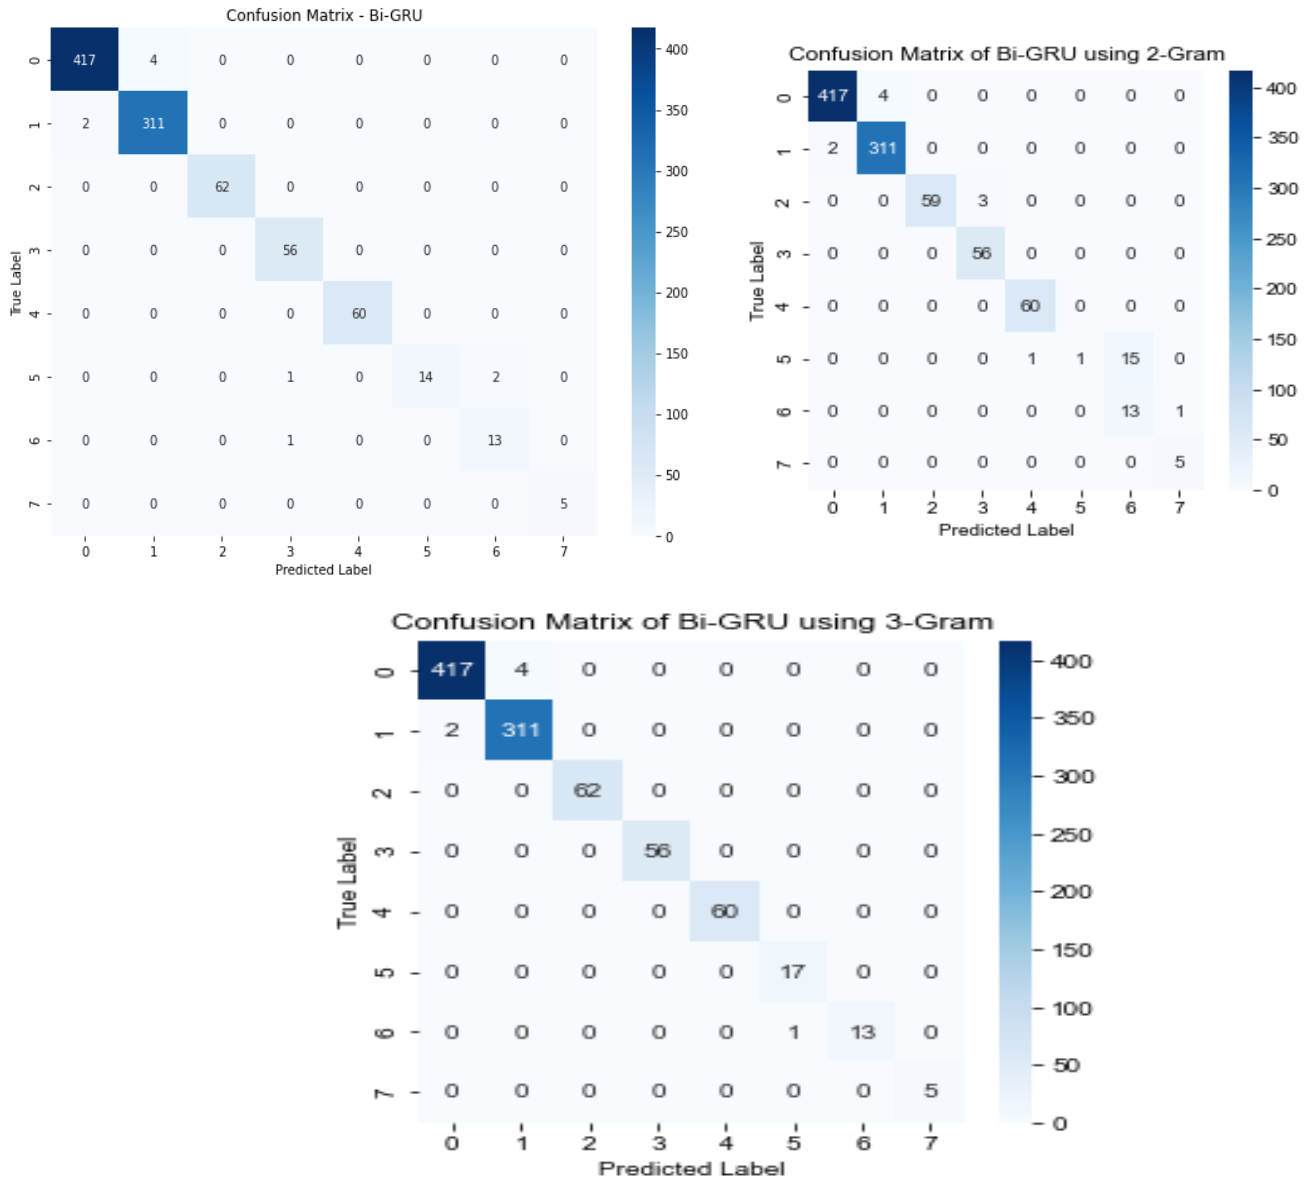 Confusion Matrix - Bi-GRU
True Label
0 417 4 0 0 0 0 0 0
1 2 311 0 0 0 0 0 0
2 0 0 62 0 0 0 0 0
3 0 0 0 56 0 0 0 0
4 0 0 0 0 60 0 0 0
5 0 0 0 1 0 14 2 0
6 0 0 0 1 0 0 13 0
7 0 0 0 0 0 0 0 5
0 1 2 3 4 5 6 7
Predicted Label
400
350
300
250
200
150
100
50
0
Confusion Matrix of Bi-GRU using 2-Gram
True Label
0 417 4 0 0 0 0 0 0
1 2 311 0 0 0 0 0 0
2 0 0 59 3 0 0 0 0
3 0 0 0 56 0 0 0 0
4 0 0 0 0 60 0 0 0
5 0 0 0 0 1 1 15 0
6 0 0 0 0 0 0 13 1
7 0 0 0 0 0 0 0 5
0 1 2 3 4 5 6 7
Predicted Label
400
350
300
250
200
150
100
50
0
Confusion Matrix of Bi-GRU using 3-Gram
True Label
0 417 4 0 0 0 0 0 0
1 2 311 0 0 0 0 0 0
2 0 0 62 0 0 0 0 0
3 0 0 0 56 0 0 0 0
4 0 0 0 0 60 0 0 0
5 0 0 0 0 0 17 0 0
6 0 0 0 0 0 1 13 0
7 0 0 0 0 0 0 0 5
0 1 2 3 4 5 6 7
Predicted Label
400
350
300
250
200
150
100
50
0